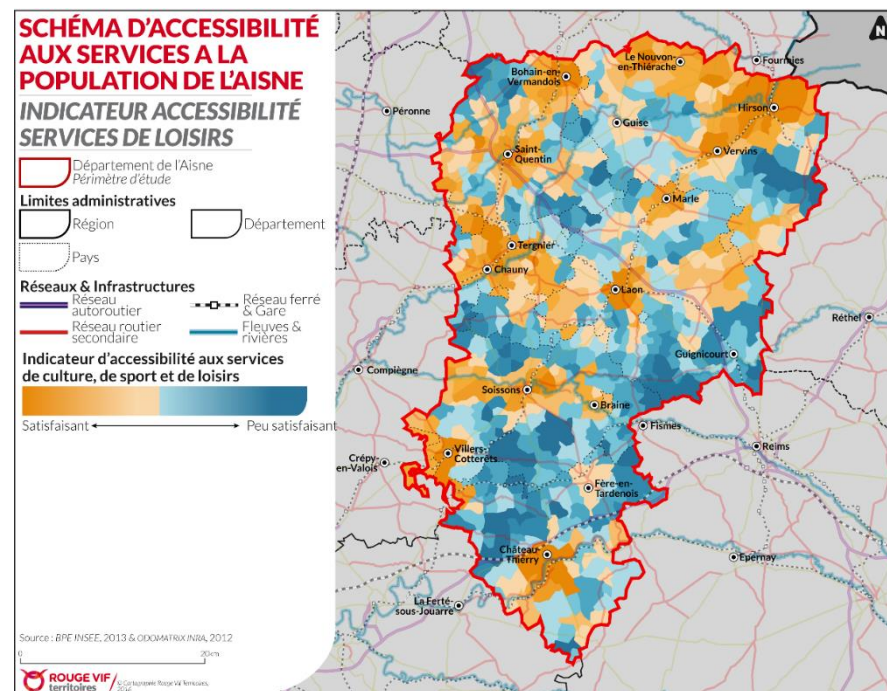 SCHÉMA D'ACCESSIBILITÉ
AUX SERVICES A LA
POPULATION DE L'AISNE
INDICATEUR ACCESSIBILITÉ
SERVICES DE LOISIRS
Département de l'Aisne
Périmètre d'étude
Limites administratives
Région
Département
Pays
Réseaux & Infrastructures
Réseau
autoroutier
Réseau ferré
& Gare
Réseau routier
secondaire
Fleuves &
rivières
Indicateur d'accessibilité aux services
de culture, de sport et de loisirs
Satisfaisant
Peu satisfaisant
Source : BPE INSEE, 2013 & ODOMATRIX INRA, 2012
0
20km
ROUGE VIF
territoires
© Cartographie Rouge Vif Territoires,
N
Le Nouvon-
en-Thiérache
Fourmies
Bohain-en-
Vermandois
Péronne
Hirson
Guise
Saint-
Quentin
Vervins
Marle
Tergnier
Chauny
Laon
Réthel
Guignicourt
Compiègne
Soissons
Braine
Fismes
Reims
Villers-
Cotterêts
Crépy-
en-Valois
Fère-en-
Tardenois
Château-
Thierry
Epernay
La Ferté-
sous-Jouarre